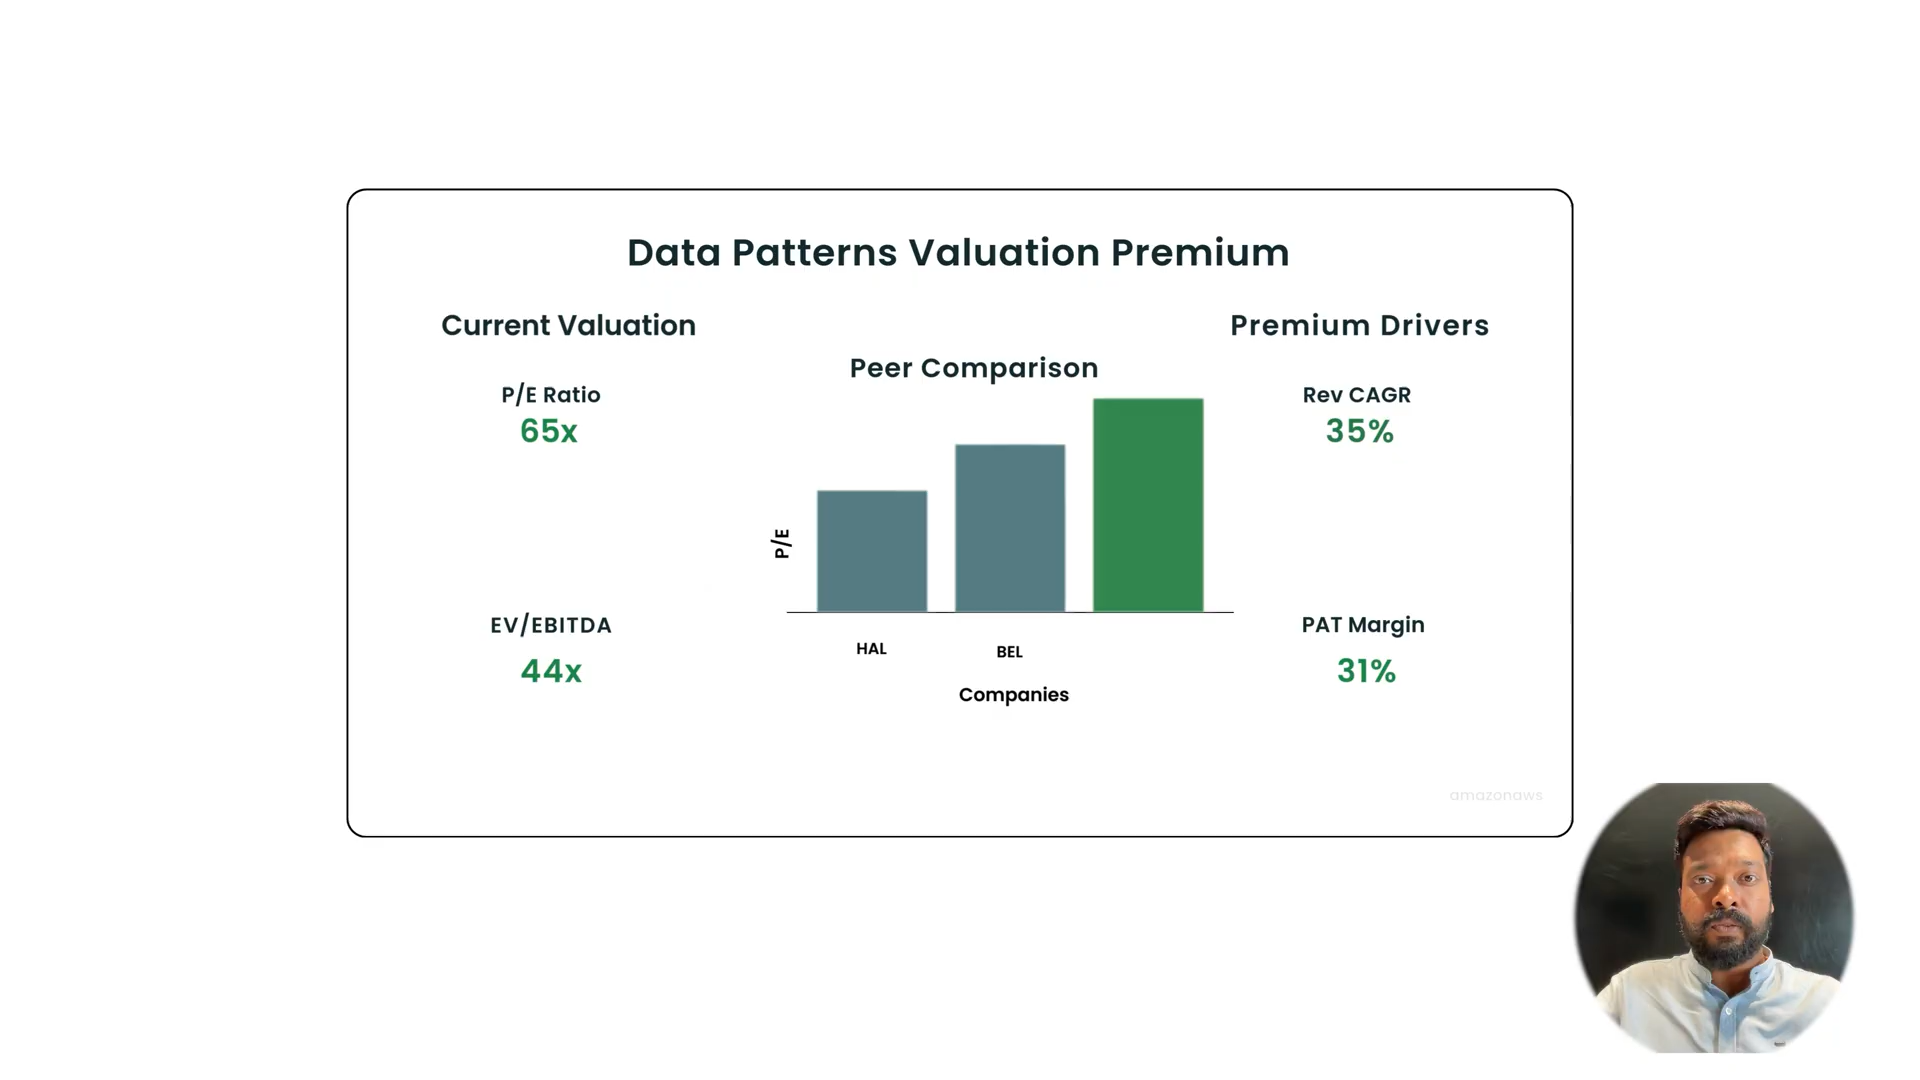 Data Patterns Valuation Premium
Current Valuation
P/E Ratio
65x
EV/EBITDA
44x
Peer Comparison
P/E
HAL
BEL
Companies
Premium Drivers
Rev CAGR
35%
PAT Margin
31%
amazonaws